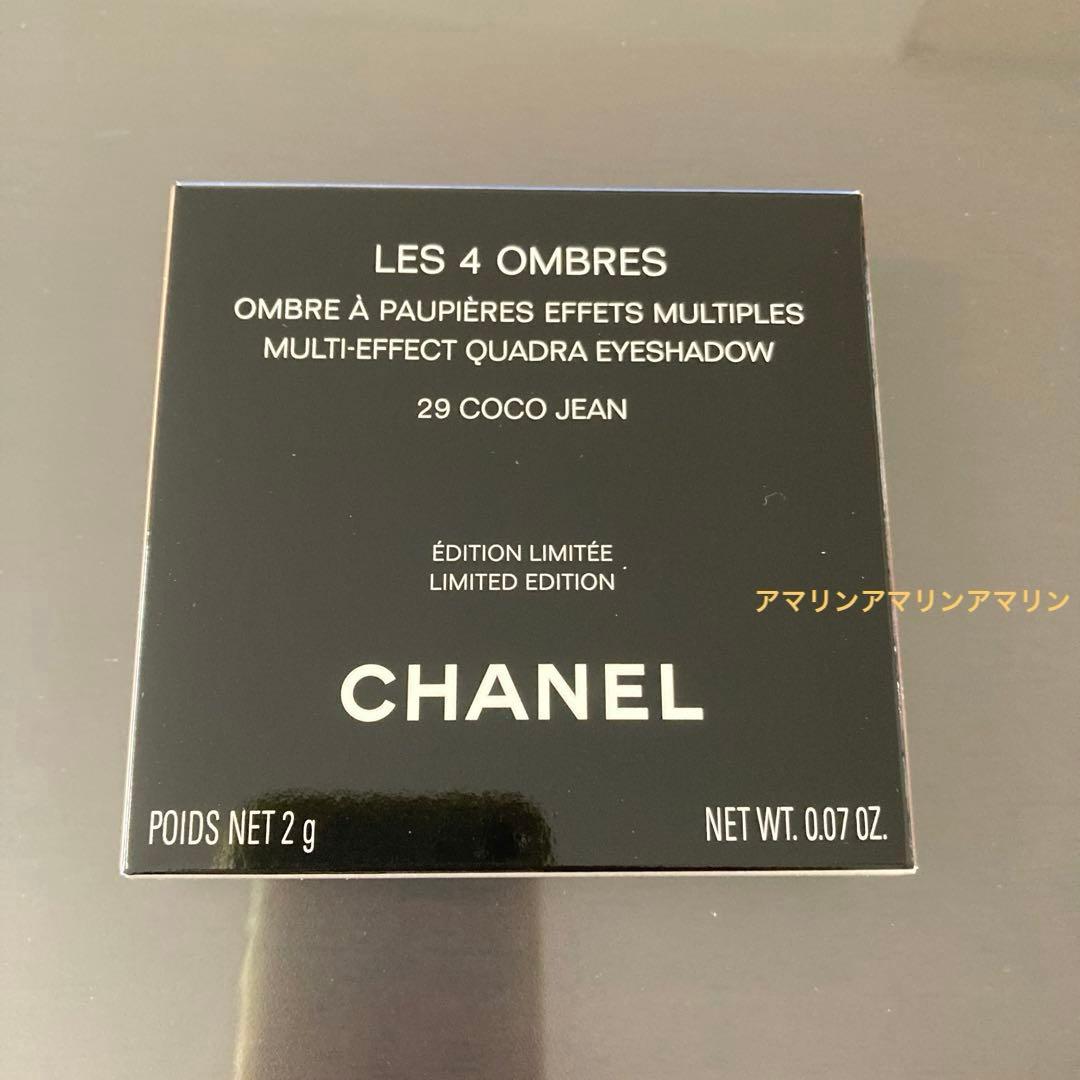 LES 4 OMBRES
OMBRE À PAUPIÈRES EFFETS MULTIPLES
MULTI-EFFECT QUADRA EYESHADOW
29 COCO JEAN
ÉDITION LIMITÉE
LIMITED EDITION
アマリンアマリンアマリン
CHANEL
POIDS NET 2 g
NET WT. 0.07 OZ.